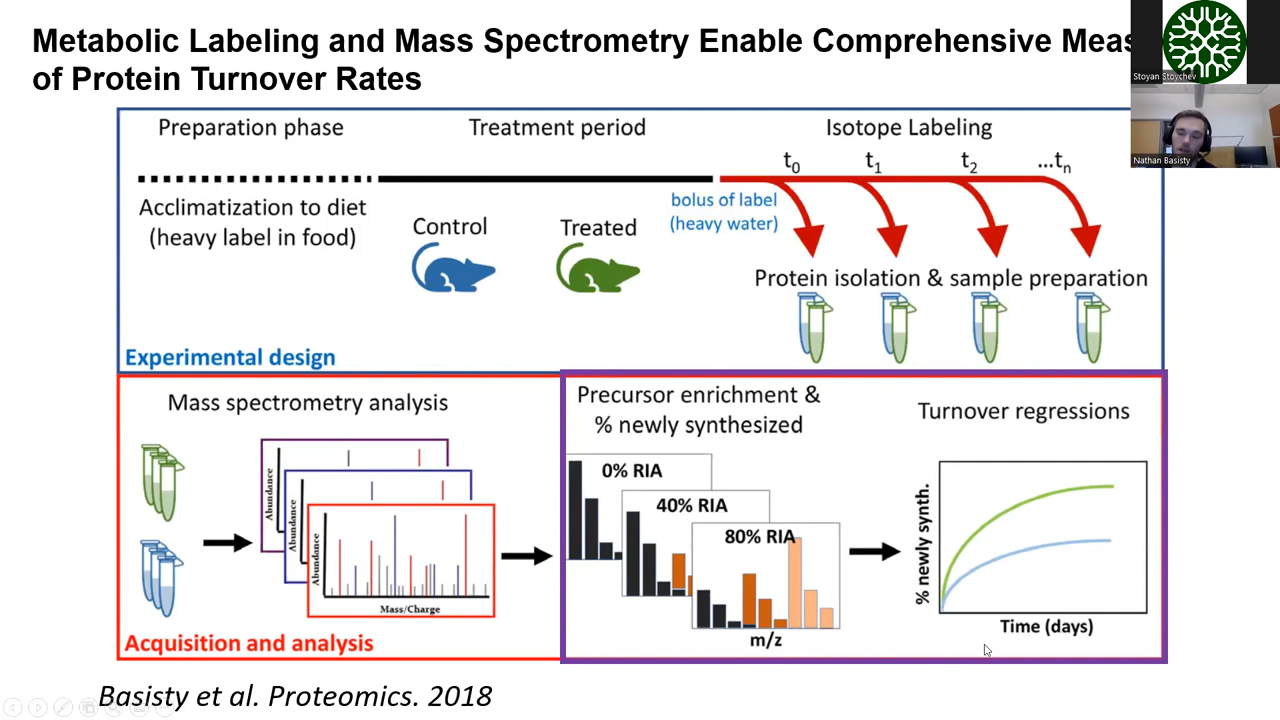 Metabolic Labeling and Mass Spectrometry Enable Comprehensive
of Protein Turnover Rates
Stoyan Stoychev
Nathan Basisty
Preparation phase
Treatment period
Isotope Labeling
t0
t1
t2
...tn
Acclimatization to diet
(heavy label in food)
Control
Treated
bolus of label
(heavy water)
Protein isolation & sample preparation
Experimental design
Mass spectrometry analysis
Abundance
Abundance
Abundance
Mass/Charge
Acquisition and analysis
Precursor enrichment &
% newly synthesized
0% RIA
40% RIA
80% RIA
m/z
Turnover regressions
% newly synth.
Time (days)
Basisty et al. Proteomics. 2018